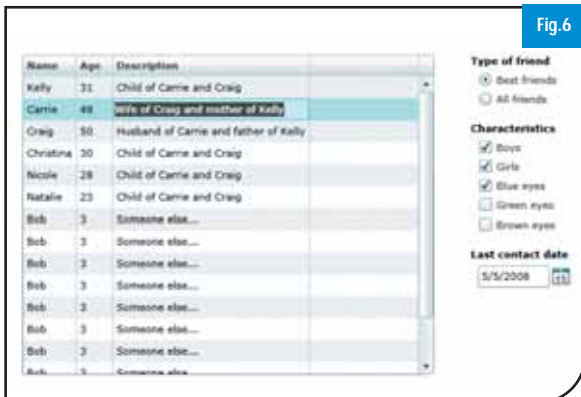 Fig.6
Name Age Description
Kelly 31 Child of Carrie and Craig
Carrie 48 Wife of Craig and mother of Kelly
Craig 50 Husband of Carrie and father of Kelly
Christina 30 Child of Carrie and Craig
Nicole 28 Child of Carrie and Craig
Natalie 23 Child of Carrie and Craig
Bob 3 Someone else....
Bob 3 Someone else....
Bob 3 Someone else....
Bob 3 Someone else....
Bob 3 Someone else....
Bob 3 Someone else....
Bob 3 Someone else....
Bob 3 Someone else
Type of friend
Best friends
All friends
Characteristics
Boys
Girls
Blue eyes
Green eyes
Brown eyes
Last contact date
5/5/2008